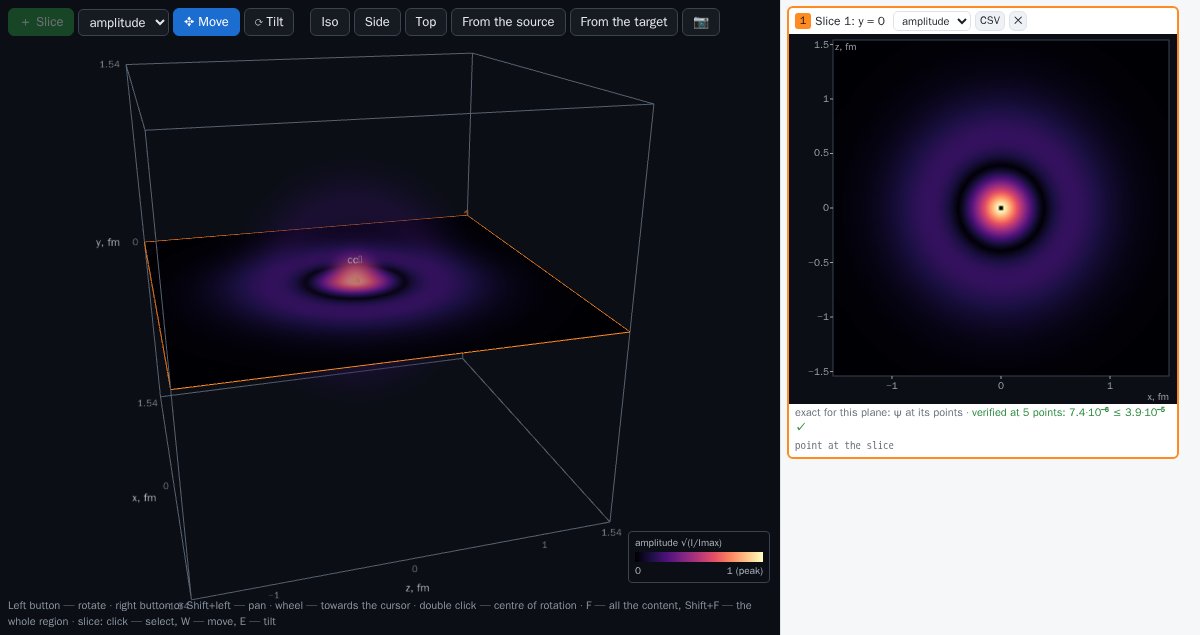 + Slice amplitude Move Tilt Iso Side Top From the source From the target
1.54
y, fm 0
cc
1.54
x, fm 0
1.54
1
0
z, fm
−1
amplitude √(I/Imax)
0 1 (peak)
Left button — rotate · right button Shift+left — pan · wheel — towards the cursor · double click — centre of rotation · F — all the content, Shift+F — the
whole region · slice: click — select, W — move, E — tilt
1 Slice 1: y = 0 amplitude CSV ✕
z, fm
1.5
1
0.5
0
−0.5
−1
−1.5
−1 0 1
x, fm
exact for this plane: ψ at its points · verified at 5 points: 7.4·10⁻⁶ ≤ 3.9·10⁻⁵
✓
point at the slice